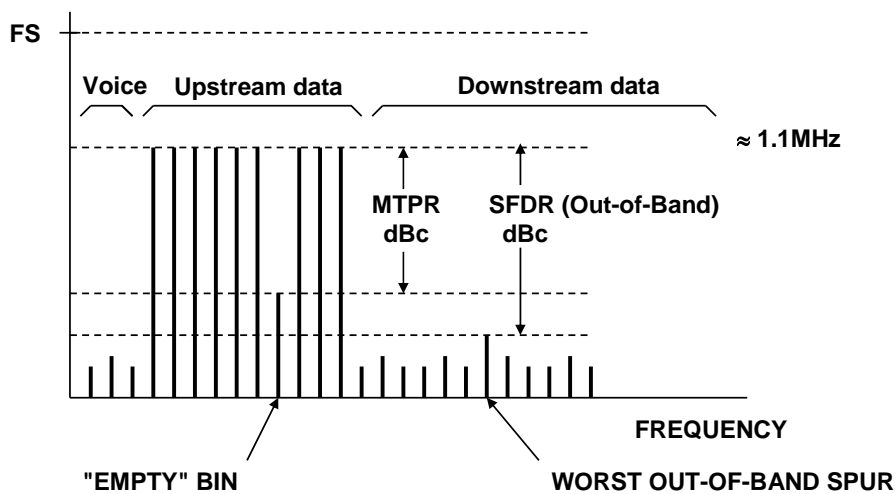 FS
Voice
Upstream data
Downstream data
≈ 1.1MHz
MTPR
dBc
SFDR (Out-of-Band)
dBc
FREQUENCY
"EMPTY" BIN
WORST OUT-OF-BAND SPUR